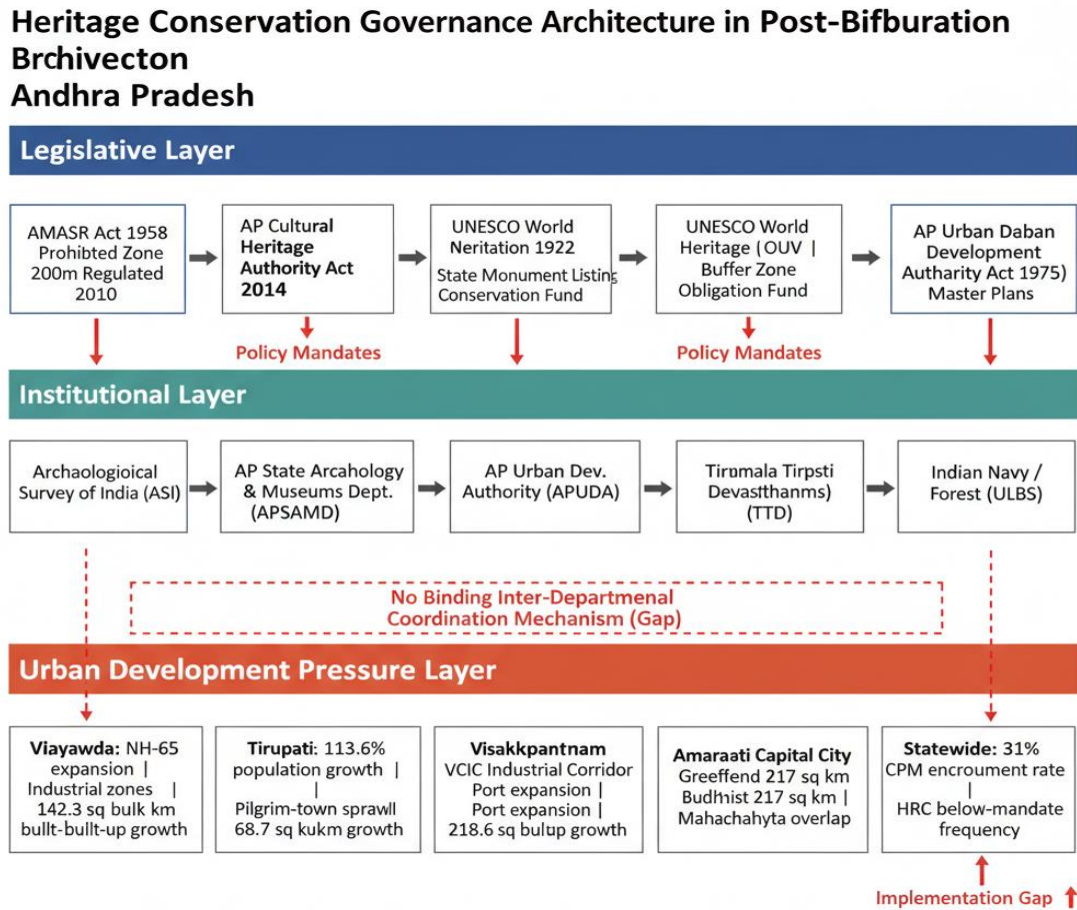 Heritage Conservation Governance Architecture in Post-Bifburation
Brchivecton
Andhra Pradesh
Legislative Layer
AMASR Act 1958
Prohibted Zone
200m Regulated
2010
AP Cultural
Heritage
Authority Act
2014
UNESCO World
Neritation 1922
State Monument Listing
Conservation Fund
UNESCO World
Heritage (OUV |
Buffer Zone
Obligation Fund
AP Urban Daban
Development
Autharity Act 1975)
Master Plans
Policy Mandates
Policy Mandates
Institutional Layer
Archaologioical
Survey of India (ASI)
AP State Arcahology
& Museums Dept.
(APSAMD)
AP Urban Dev.
Authority (APUDA)
Tirumala Tirpsti
Devasτthanms)
(TTD)
Indian Navy /
Forest (ULBS)
No Binding Inter-Departmenal
Coordination Mechanism (Gap)
Urban Development Pressure Layer
Viayawda: NH-65
expansion |
Industrial zones |
142.3 sq bulk km
built-built-up growth
Tirupati: 113.6%
population growth |
|
Pilgrim-town sprawll
68.7 sq kukm growth
Visakkpantnam
VCIC Industrial Corridor
Port expansion |
Port expansion |
218.6 sq bulup growth
Amaraati Capital City
Greeffend 217 sq km
Budhist 217 sq km |
Mahachahyta overlap
Statewide: 31%
CPM encroument rate
|
HRC below-mandate
frequency
Implementation Gap